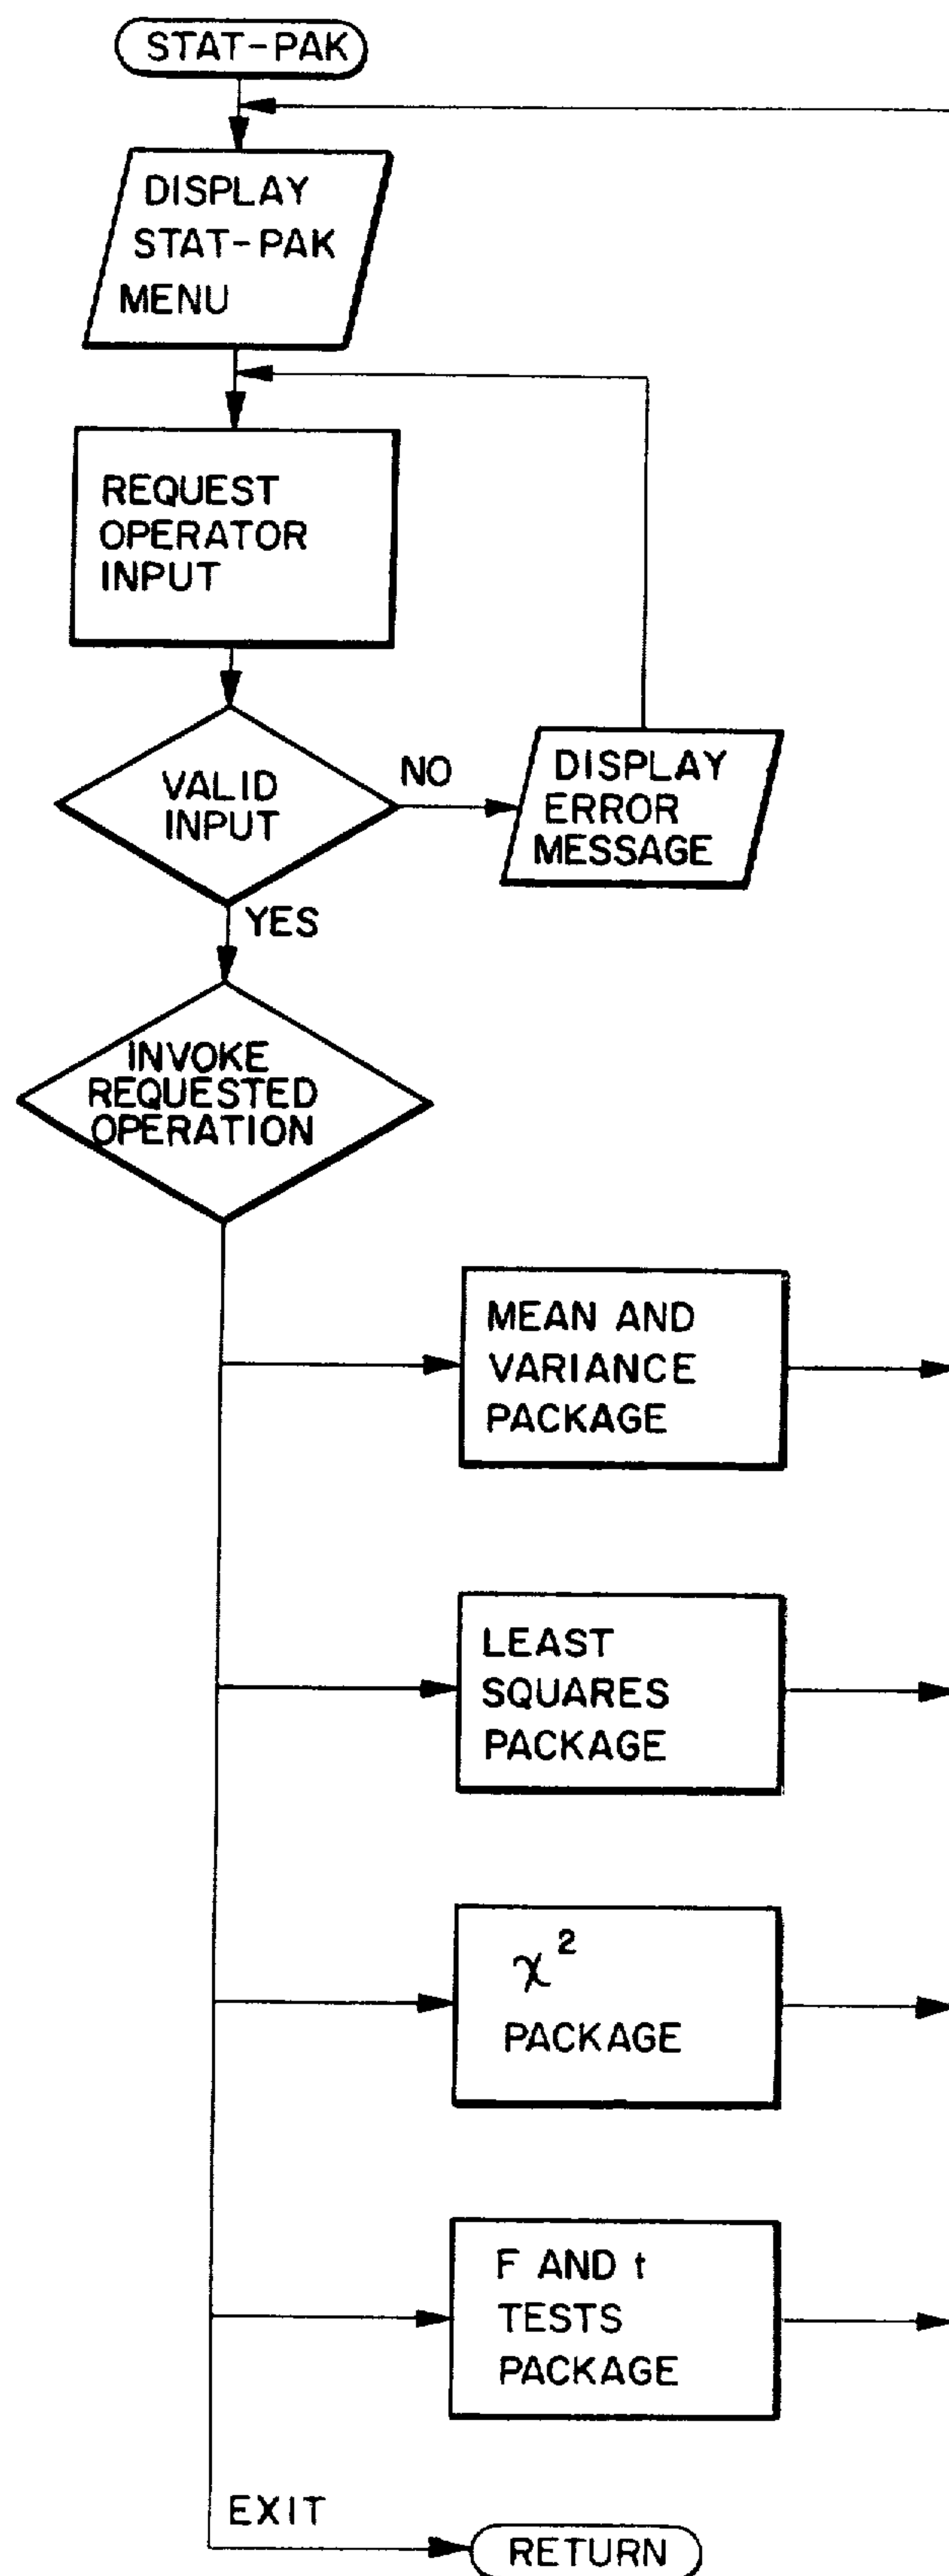 STAT-PAK
DISPLAY
STAT-PAK
MENU
REQUEST
OPERATOR
INPUT
VALID
INPUT
NO
DISPLAY
ERROR
MESSAGE
YES
INVOKE
REQUESTED
OPERATION
MEAN AND
VARIANCE
PACKAGE
LEAST
SQUARES
PACKAGE
χ²
PACKAGE
F AND t
TESTS
PACKAGE
EXIT
RETURN